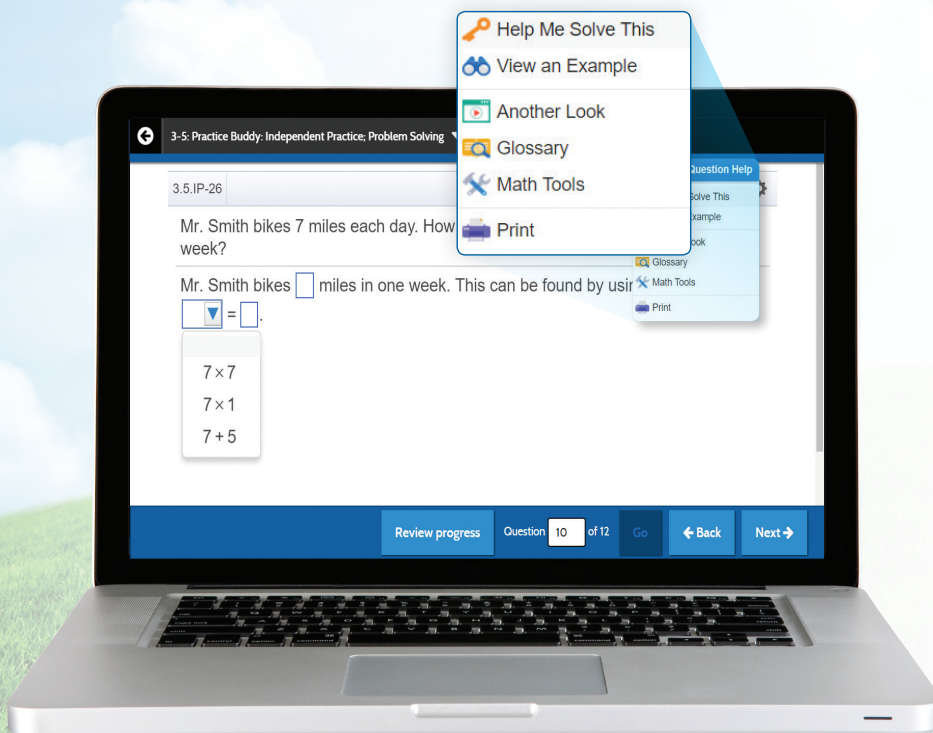 Help Me Solve This
View an Example
Another Look
Glossary
Math Tools
Print
3-5: Practice Buddy: Independent Practice; Problem Solving
Question Help
Solve This
Glossary
Math Tools
Print
3.5.IP-26
Mr. Smith bikes 7 miles each day. How
week?
Mr. Smith bikes miles in one week. This can be found by
= .
7 × 7
7 × 1
7 + 5
Review progress
Question 10 of 12
Go
Back
Next